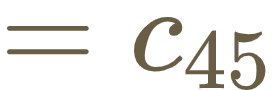 = c₄₅